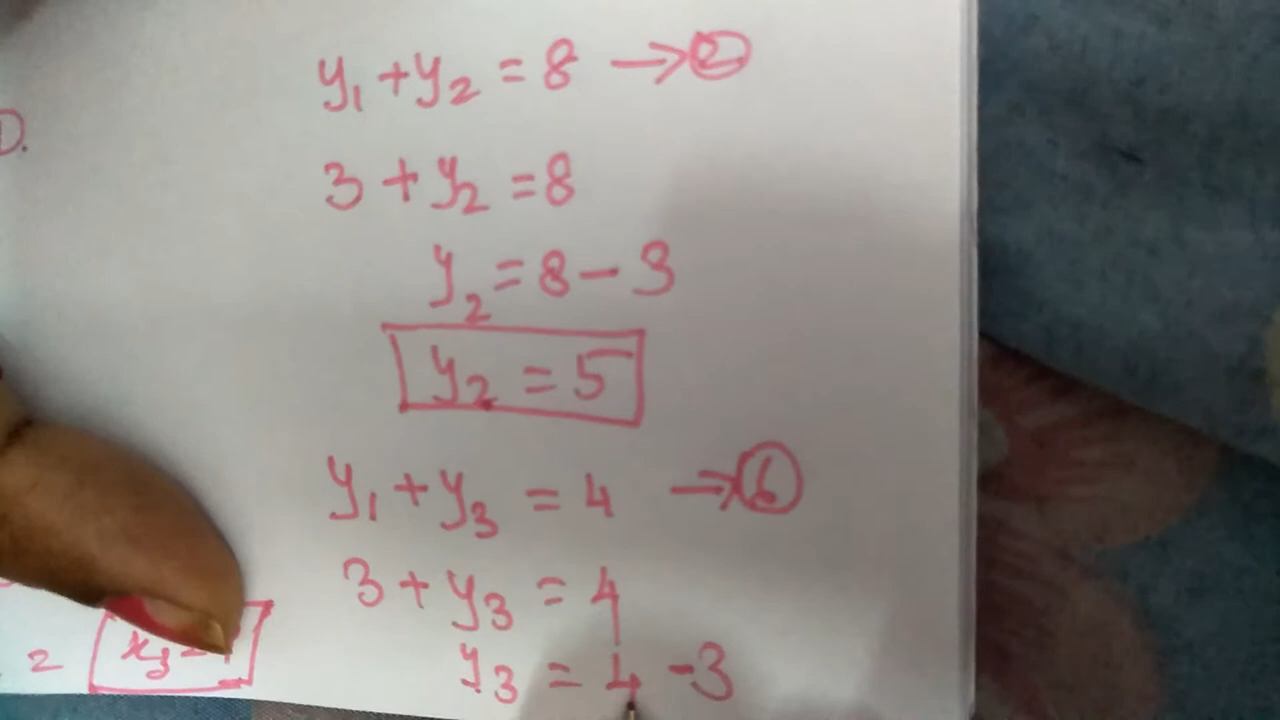 y₁ + y₂ = 8 → ②
D.
3 + y₂ = 8
y₂ = 8 - 3
y₂ = 5
y₁ + y₃ = 4 → ⑥
3 + y₃ = 4
y₃ = 4 - 3